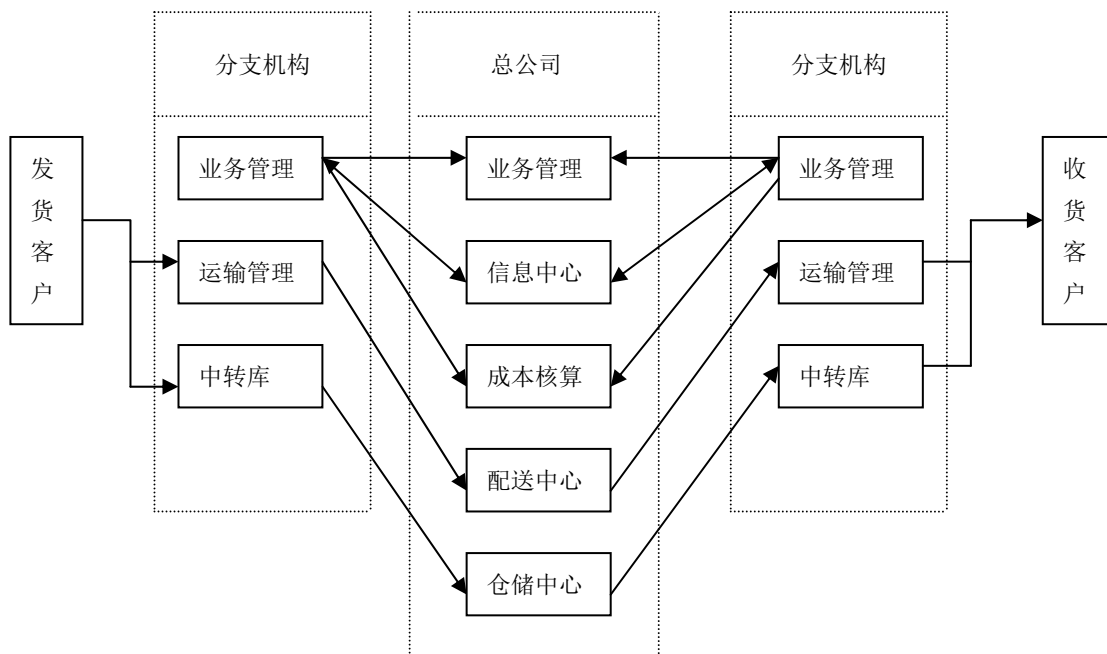 分支机构
总公司
分支机构
发货客户
业务管理
业务管理
业务管理
收货客户
运输管理
信息中心
运输管理
中转库
成本核算
中转库
配送中心
仓储中心